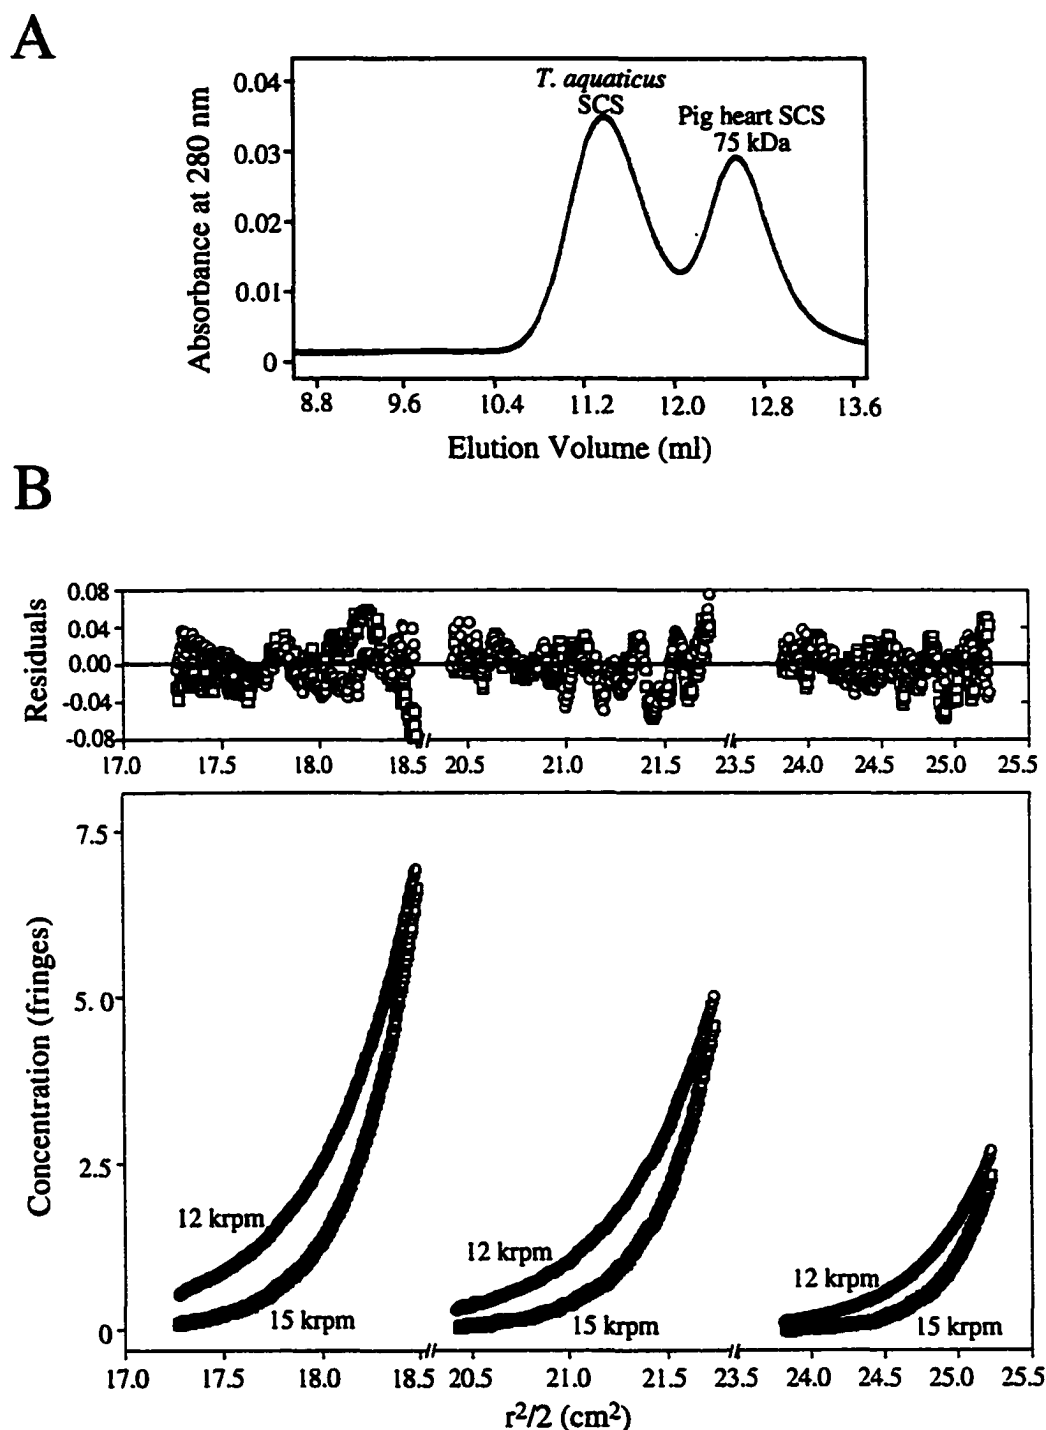 A
T. aquaticus
SCS
Pig heart SCS
75 kDa
Absorbance at 280 nm
0.04
0.03
0.02
0.01
0
8.8 9.6 10.4 11.2 12.0 12.8 13.6
Elution Volume (ml)
B
Residuals
0.08
0.04
0.00
-0.04
-0.08
17.0 17.5 18.0 18.5 20.5 21.0 21.5 23.5 24.0 24.5 25.0 25.5
Concentration (fringes)
7.5
5.0
2.5
0
12 krpm
15 krpm
12 krpm
15 krpm
12 krpm
15 krpm
17.0 17.5 18.0 18.5 20.5 21.0 21.5 23.5 24.0 24.5 25.0 25.5
r²/2 (cm²)